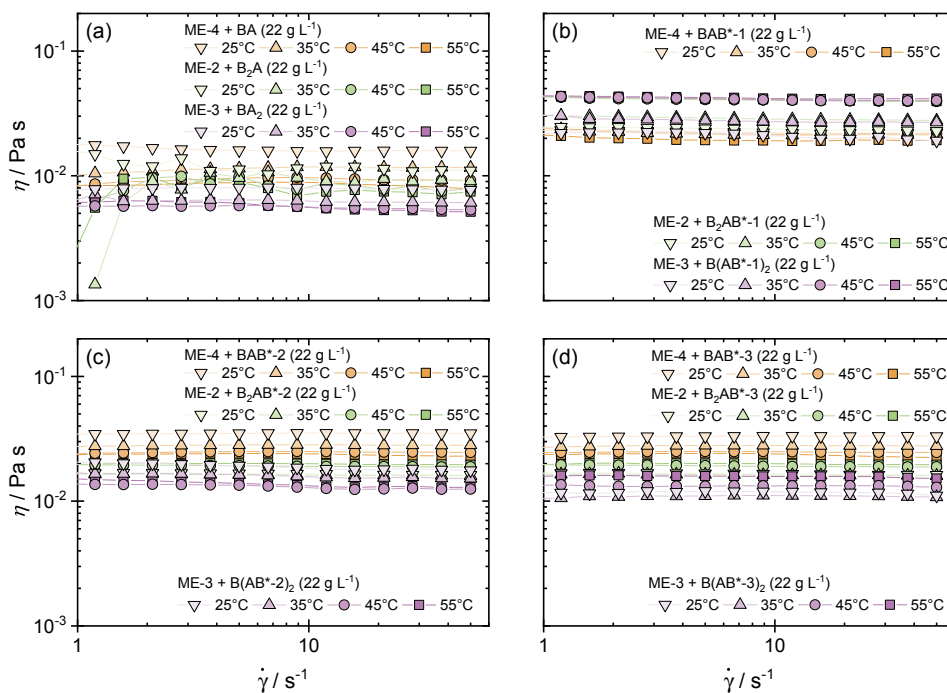 (a)
ME-4 + BA (22 g L⁻¹)
25°C 35°C 45°C 55°C
ME-2 + B₂A (22 g L⁻¹)
25°C 35°C 45°C 55°C
ME-3 + BA₂ (22 g L⁻¹)
25°C 35°C 45°C 55°C
10⁻¹
10⁻²
10⁻³
η / Pa s
(b)
ME-4 + BAB*-1 (22 g L⁻¹)
25°C 35°C 45°C 55°C
ME-2 + B₂AB*-1 (22 g L⁻¹)
25°C 35°C 45°C 55°C
ME-3 + B(AB*-1)₂ (22 g L⁻¹)
25°C 35°C 45°C 55°C
(c)
ME-4 + BAB*-2 (22 g L⁻¹)
25°C 35°C 45°C 55°C
ME-2 + B₂AB*-2 (22 g L⁻¹)
25°C 35°C 45°C 55°C
ME-3 + B(AB*-2)₂ (22 g L⁻¹)
25°C 35°C 45°C 55°C
10⁻¹
10⁻²
10⁻³
η / Pa s
1 10
γ̇ / s⁻¹
(d)
ME-4 + BAB*-3 (22 g L⁻¹)
25°C 35°C 45°C 55°C
ME-2 + B₂AB*-3 (22 g L⁻¹)
25°C 35°C 45°C 55°C
ME-3 + B(AB*-3)₂ (22 g L⁻¹)
25°C 35°C 45°C 55°C
1 10
γ̇ / s⁻¹